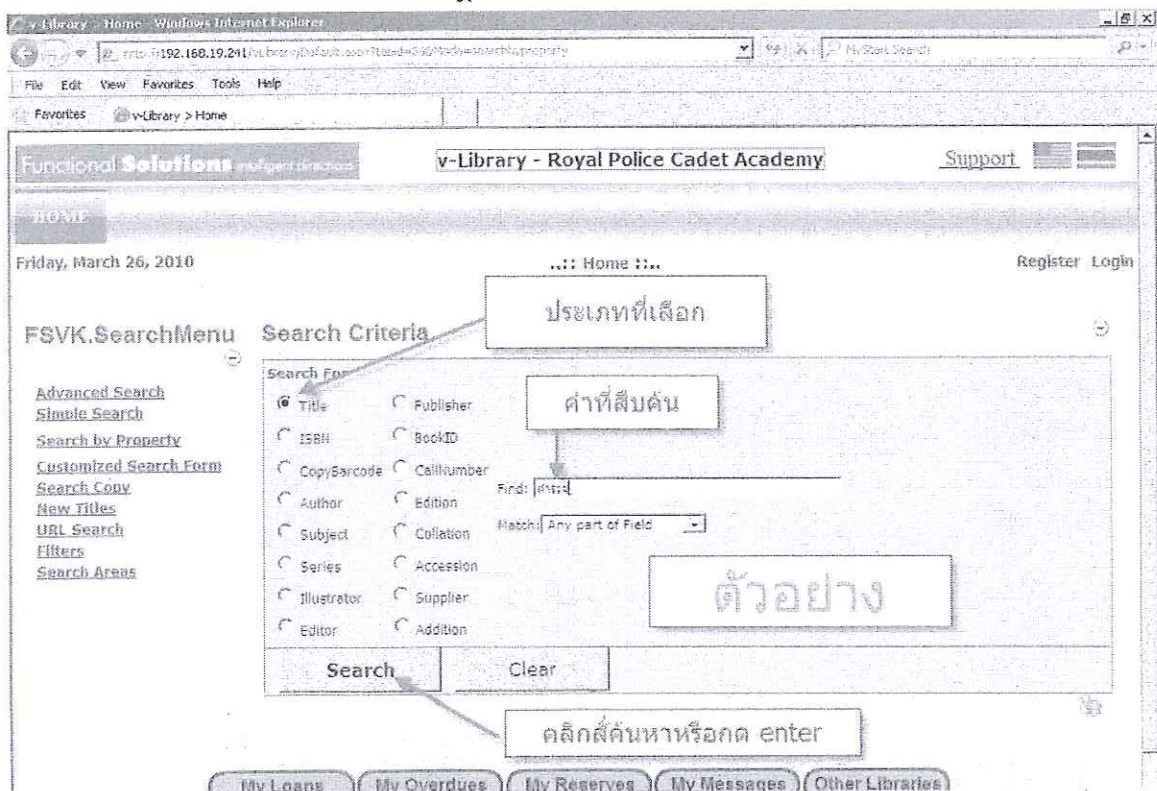 v-Library > Home - Windows Internet Explorer
192.168.19.241
File Edit View Favorites Tools Help
Favorites v-Library > Home
Functional Solutions
v-Library - Royal Police Cadet Academy
Support
HOME
Friday, March 26, 2010
..:: Home ::..
Register Login
ประเภทที่เลือก
FSVK.SearchMenu
Search Criteria
Advanced Search
Simple Search
Search by Property
Customized Search Form
Search Copy
New Titles
URL Search
Filters
Search Areas
Search For
Title Publisher
ISBN BookID
CopyBarcode CallNumber
Author Edition
Subject Collation
Series Accession
Illustrator Supplier
Editor Addition
ค่าที่สืบค้น
Find:
Match: Any part of Field
ตัวอย่าง
Search Clear
คลิกสี่ค้นหาหรือกด enter
My Loans My Overdues My Reserves My Messages Other Libraries